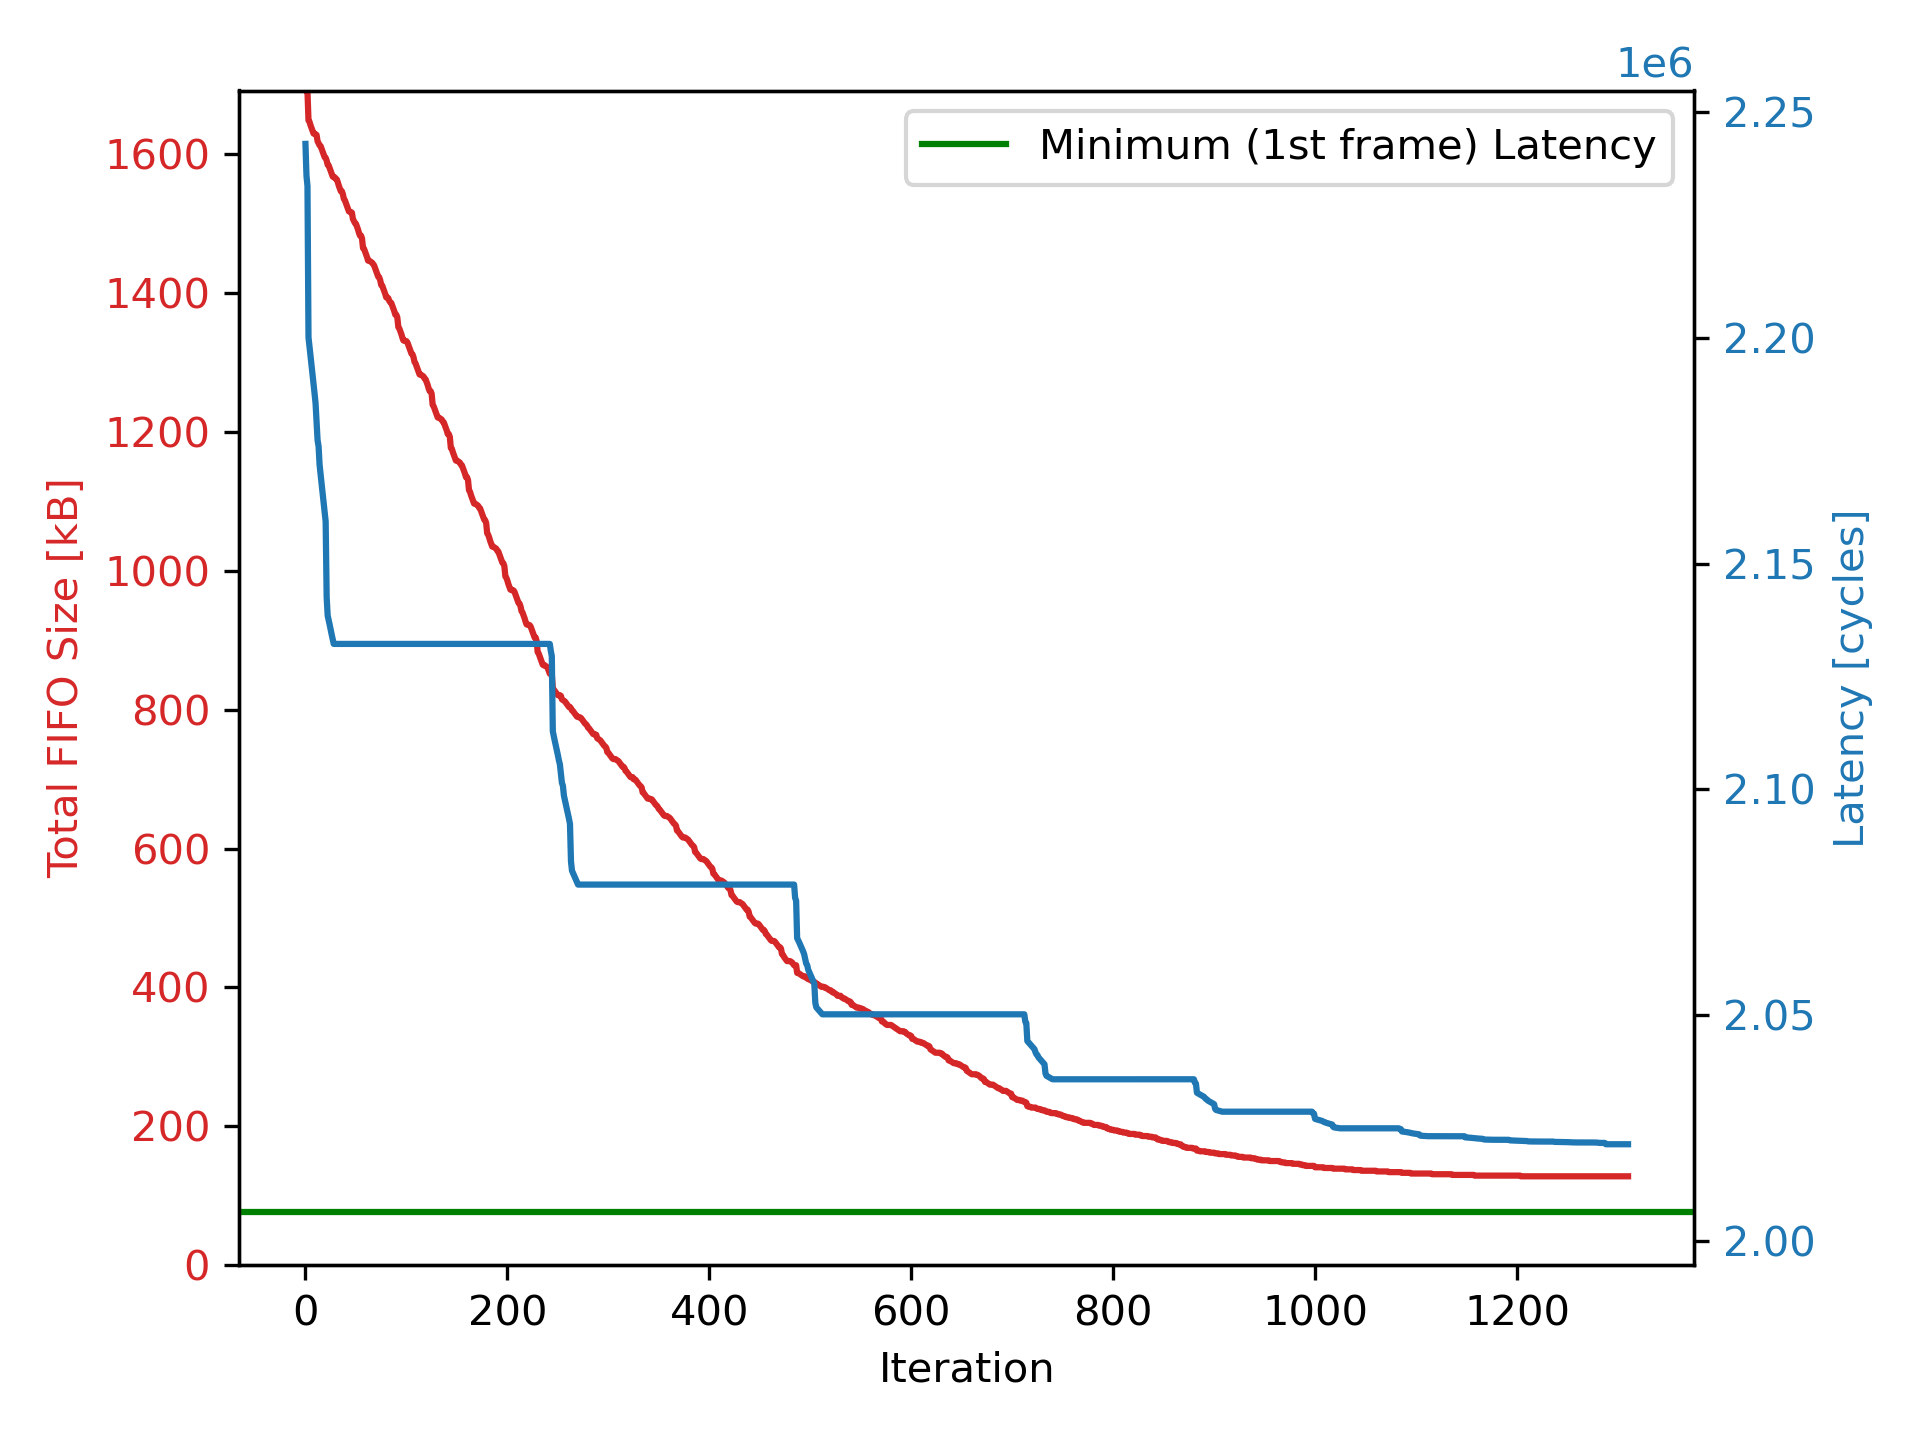 1e6
Minimum (1st frame) Latency
Total FIFO Size [kB]
1600
1400
1200
1000
800
600
400
200
0
2.25
2.20
2.15
2.10
2.05
2.00
Latency [cycles]
0 200 400 600 800 1000 1200
Iteration